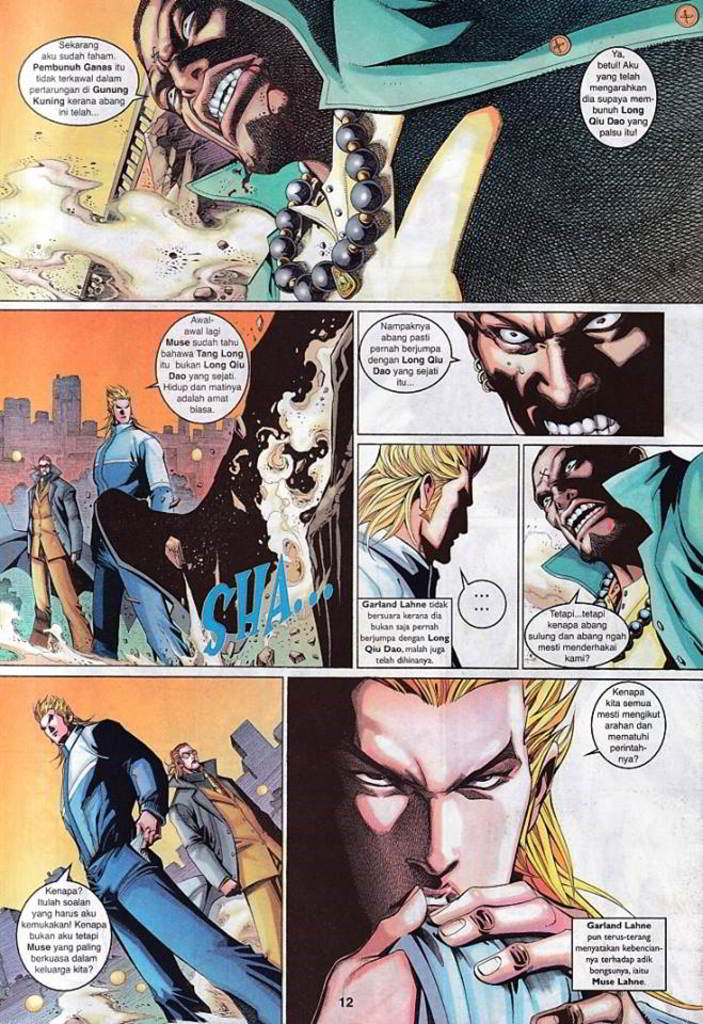 Sekarang
aku sudah faham.
Pembunuh Ganas itu
tidak terkawal dalam
pertarungan di Gunung
Kuning kerana abang
ini telah...
Ya,
betul! Aku
yang telah
mengarahkan
dia supaya mem-
bunuh Long
Qiu Dao yang
palsu itu!
Awal-
awal lagi
Muse sudah tahu
bahawa Tang Long
itu bukan Long Qiu
Dao yang sejati.
Hidup dan matinya
adalah amat
biasa.
SHA...
Nampaknya
abang pasti
pernah berjumpa
dengan Long Qiu
Dao yang sejati
itu...
Garland Lahne tidak
bersuara kerana dia
bukan saja pernah
berjumpa dengan Long
Qiu Dao, malah juga
telah dihinanya.
...
...
Tetapi...tetapi
kenapa abang
sulung dan abang ngah
mesti menderhakai
kami?
Kenapa?
Itulah soalan
yang harus aku
kemukakan! Kenapa
bukan aku tetapi
Muse yang paling
berkuasa dalam
keluarga kita?
Kenapa
kita semua
mesti mengikut
arahan dan
mematuhi
perintah-
nya?
Garland Lahne
pun terus-terang
menyatakan kebencian-
nya terhadap adik
bongsunya, iaitu
Muse Lahne.
12